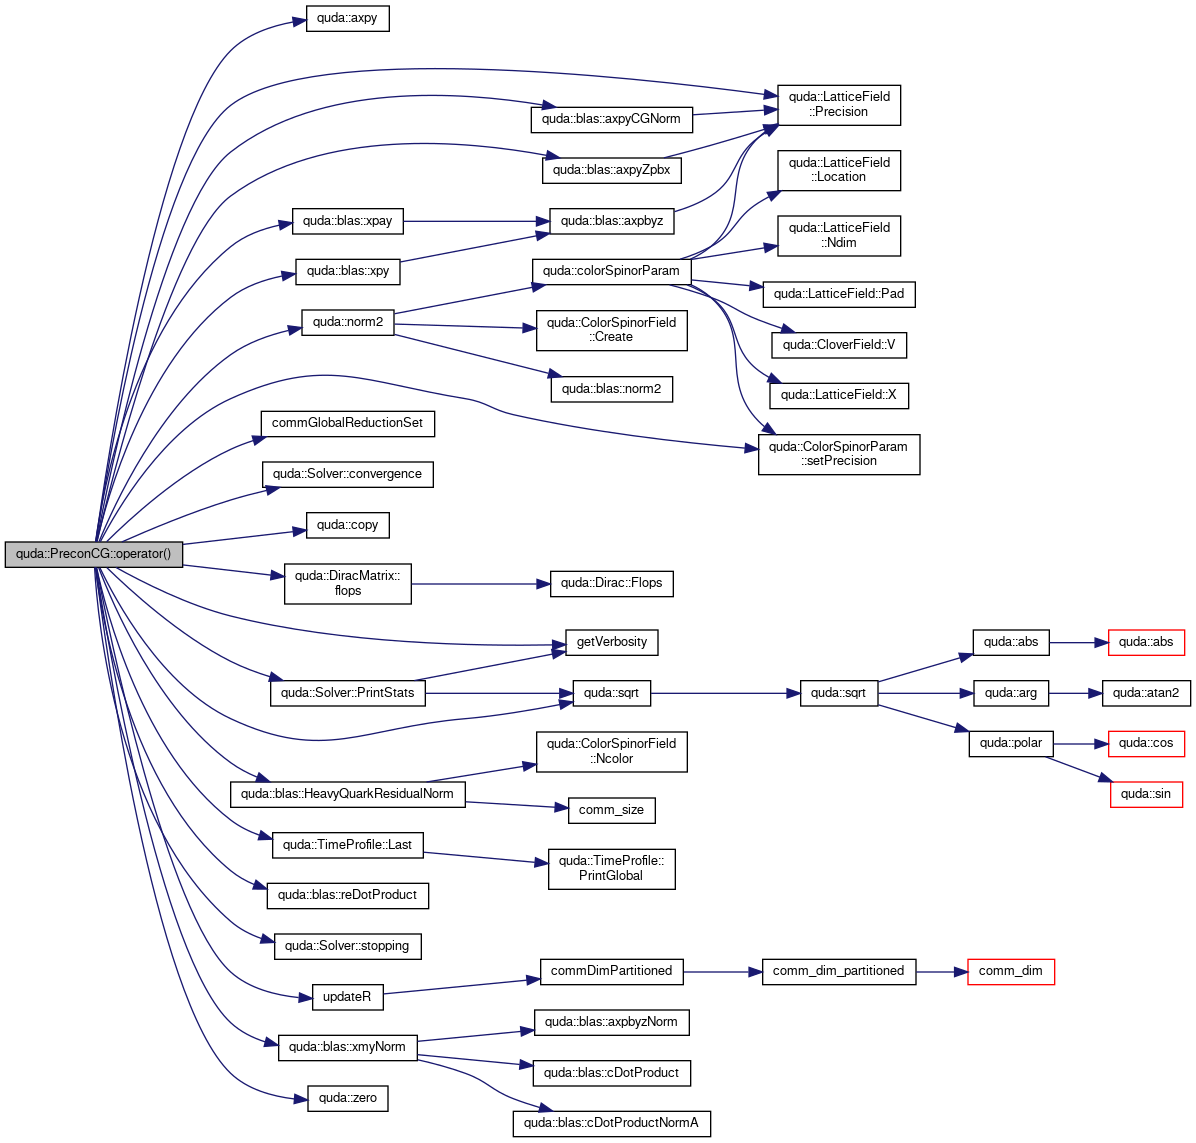 quda::axpy
quda::LatticeField
::Precision
quda::blas::axpyCGNorm
quda::blas::axpyZpbx
quda::LatticeField
::Location
quda::blas::xpay
quda::blas::axpbyz
quda::LatticeField
::Ndim
quda::blas::xpy
quda::colorSpinorParam
quda::LatticeField::Pad
quda::norm2
quda::ColorSpinorField
::Create
quda::CloverField::V
quda::blas::norm2
quda::LatticeField::X
commGlobalReductionSet
quda::ColorSpinorParam
::setPrecision
quda::Solver::convergence
quda::copy
quda::PreconCG::operator()
quda::DiracMatrix::
flops
quda::Dirac::Flops
getVerbosity
quda::abs
quda::abs
quda::Solver::PrintStats
quda::sqrt
quda::sqrt
quda::arg
quda::atan2
quda::ColorSpinorField
::Ncolor
quda::polar
quda::cos
quda::blas::HeavyQuarkResidualNorm
quda::sin
comm_size
quda::TimeProfile::Last
quda::TimeProfile::
PrintGlobal
quda::blas::reDotProduct
quda::Solver::stopping
commDimPartitioned
comm_dim_partitioned
comm_dim
updateR
quda::blas::axpbyzNorm
quda::blas::xmyNorm
quda::blas::cDotProduct
quda::zero
quda::blas::cDotProductNormA